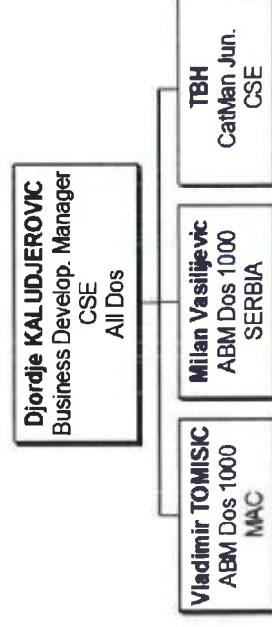 Djordje KALUDJEROVIC
Business Develop. Manager
CSE
All Dos
Vladimir TOMISIC
ABM Dos 1000
MAC
Milan Vasilijevic
ABM Dos 1000
SERBIA
TBH
CatMan Jun.
CSE